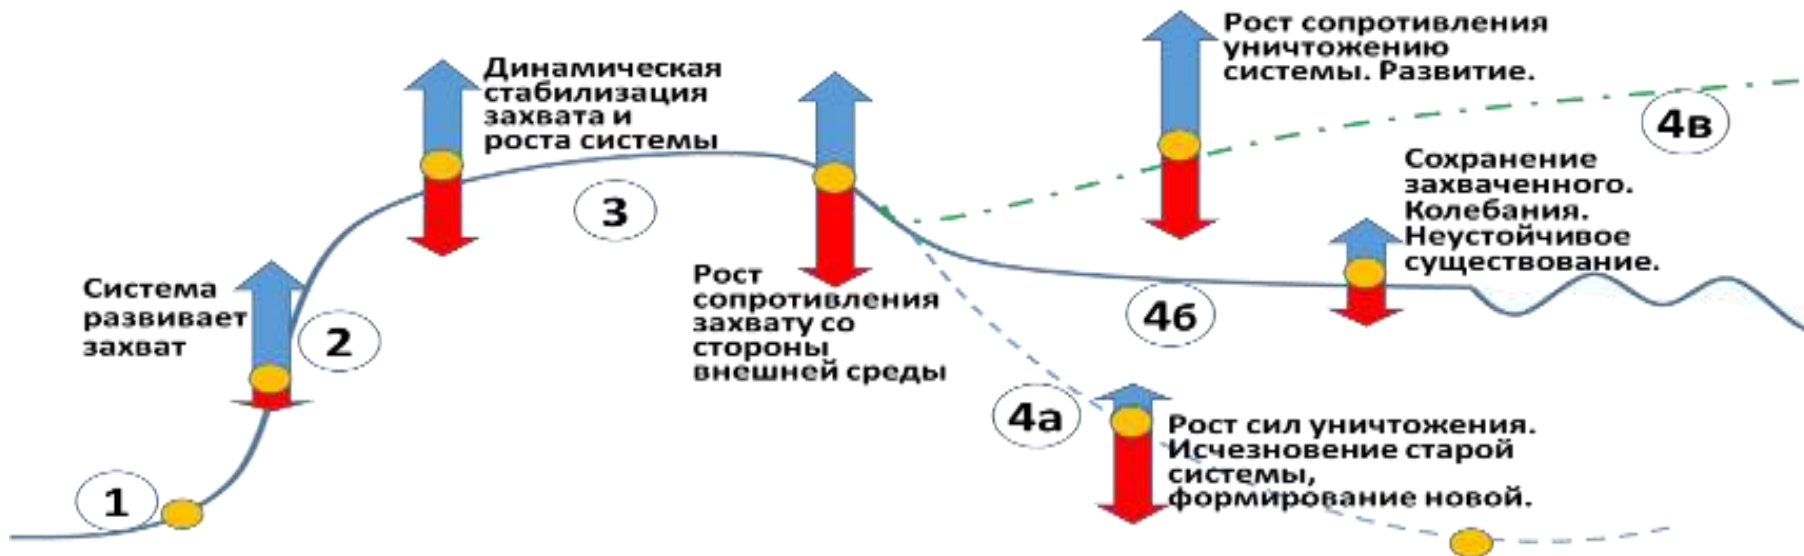 Динамическая
стабилизация
захвата и
роста системы
Рост сопротивления
уничтожению
системы. Развитие.
4в
Сохранение
захваченного.
Колебания.
Неустойчивое
существование.
3
Система
развивает
захват
2
Рост
сопротивления
захвату со
стороны
внешней среды
4б
4а
Рост сил уничтожения.
Исчезновение старой
системы,
формирование новой.
1